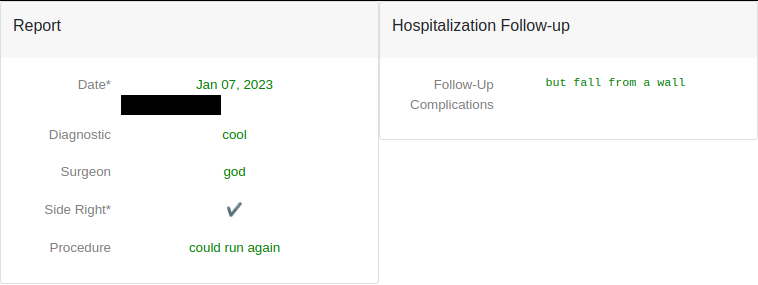 Report
Date* Jan 07, 2023
Diagnostic cool
Surgeon god
Side Right* ✔
Procedure could run again
Hospitalization Follow-up
Follow-Up but fall from a wall
Complications